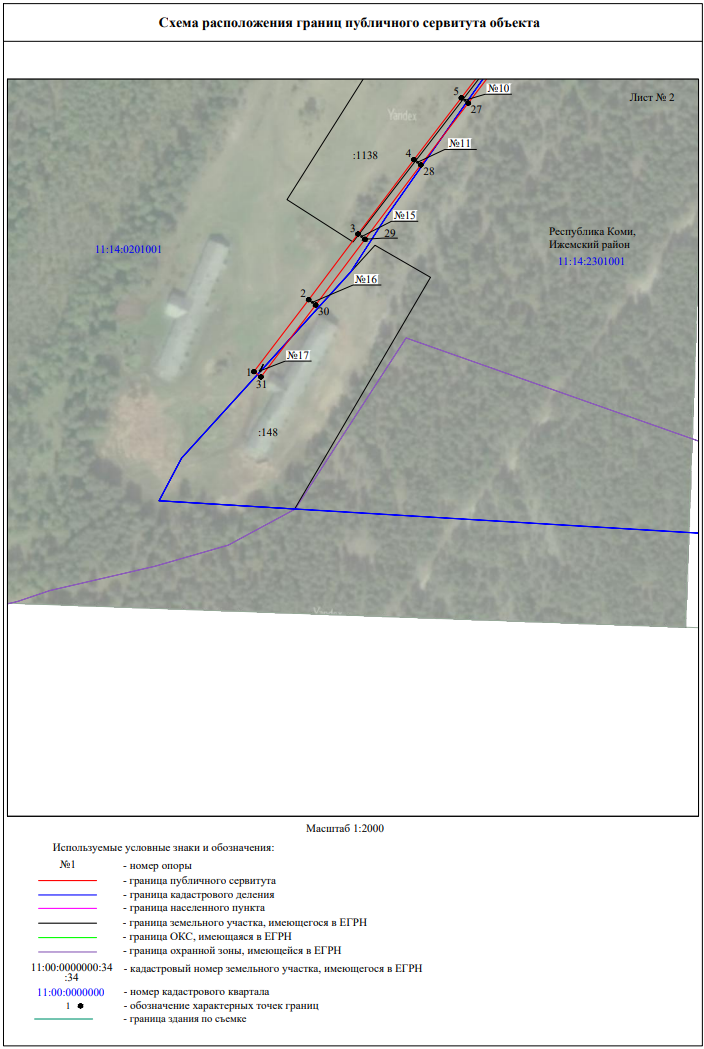 Схема расположения границ публичного сервитута объекта
Лист № 2
5
№10
27
Yandex
:1138
4
№11
28
3
№15
29
11:14:0201001
Республика Коми,
Ижемский район
11:14:2301001
2
№16
30
1
№17
31
:148
Масштаб 1:2000
Используемые условные знаки и обозначения:
№1 - номер опоры
- граница публичного сервитута
- граница кадастрового деления
- граница населенного пункта
- граница земельного участка, имеющегося в ЕГРН
- граница ОКС, имеющаяся в ЕГРН
- граница охранной зоны, имеющейся в ЕГРН
11:00:0000000:34 - кадастровый номер земельного участка, имеющегося в ЕГРН
:34
11:00:0000000 - номер кадастрового квартала
1 - обозначение характерных точек границ
- граница здания по съемке